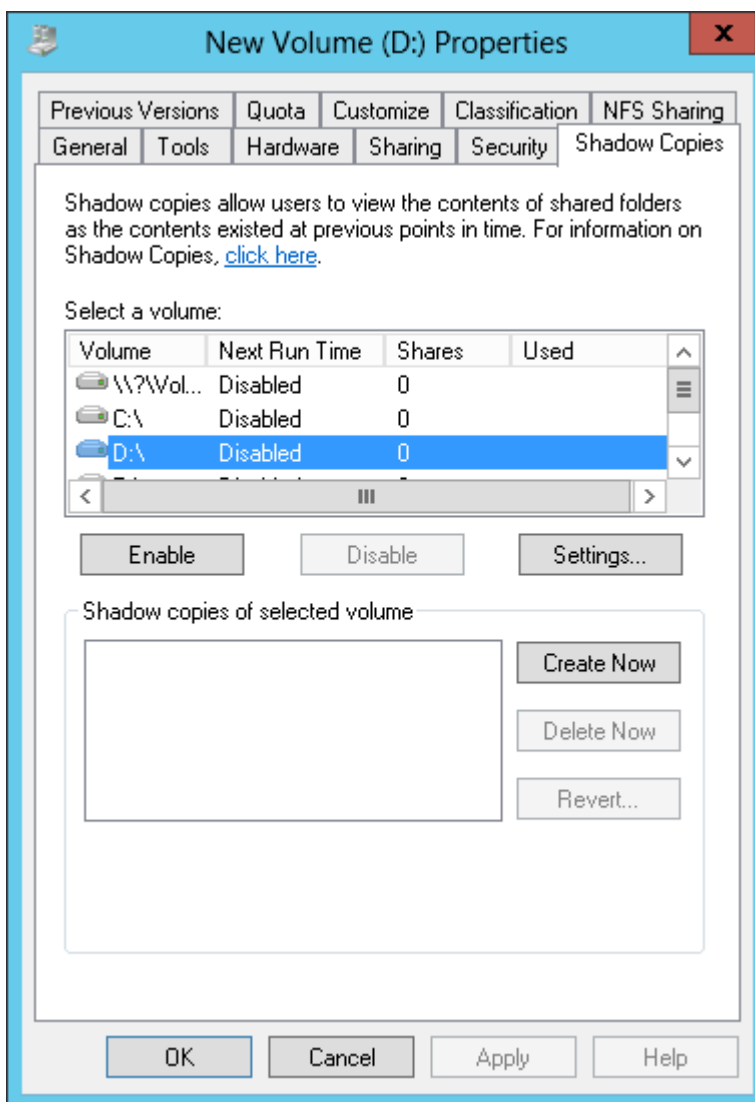 New Volume (D:) Properties
x
Previous Versions Quota Customize Classification NFS Sharing
General Tools Hardware Sharing Security Shadow Copies
Shadow copies allow users to view the contents of shared folders
as the contents existed at previous points in time. For information on
Shadow Copies, click here.
Select a volume:
Volume Next Run Time Shares Used
\\?\Vol... Disabled 0
C:\ Disabled 0
D:\ Disabled 0
Enable Disable Settings...
Shadow copies of selected volume
Create Now
Delete Now
Revert...
OK Cancel Apply Help